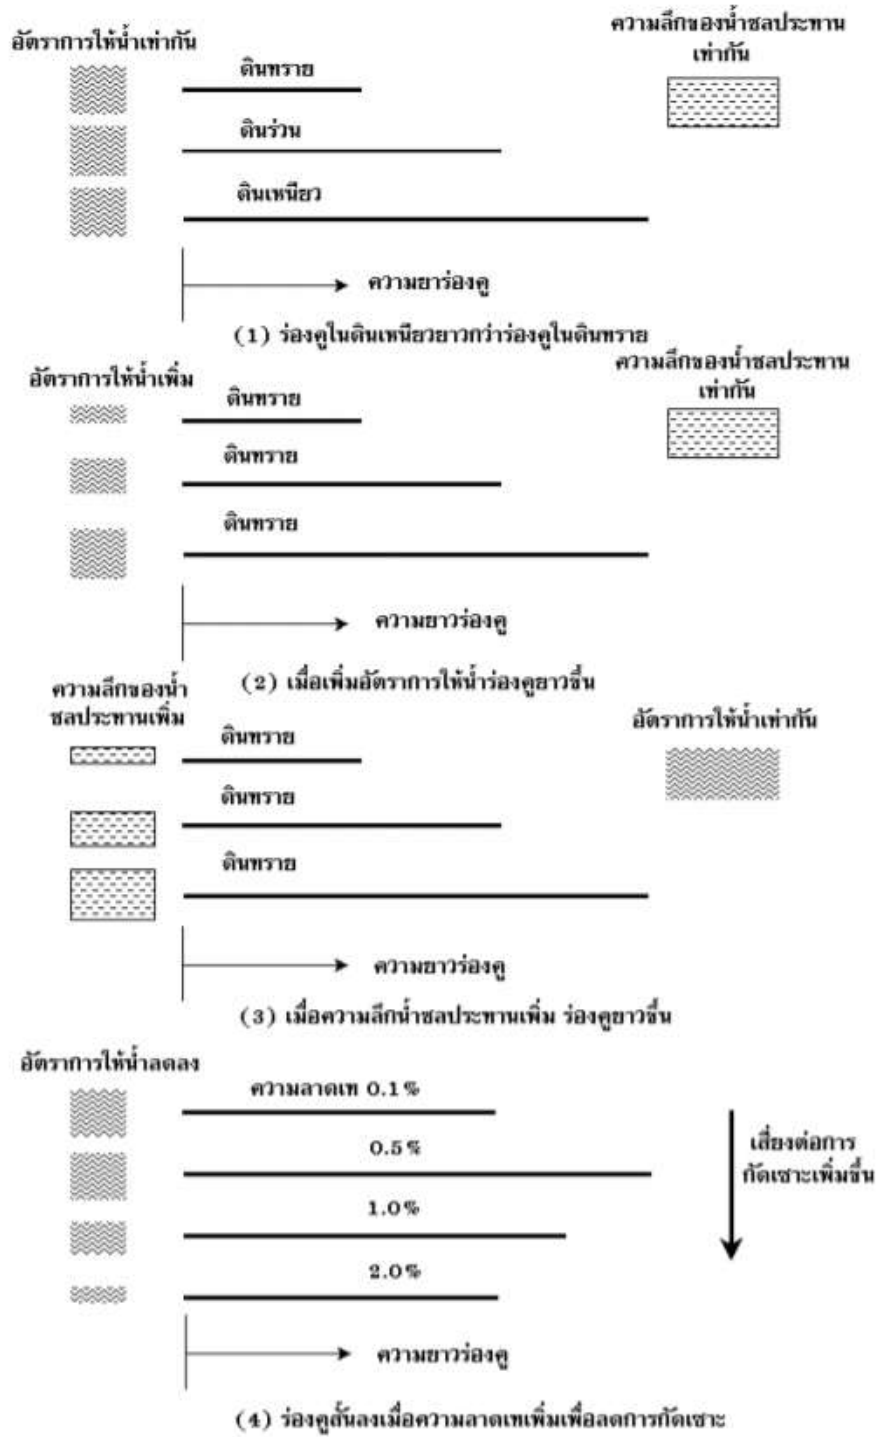 อัตราการให้น้ำเท่ากัน
ความลึกของน้ำชลประทาน
เท่ากัน
ดินทราย
ดินร่วน
ดินเหนียว
ความยาร่องคู
(1) ร่องคูในดินเหนียวยาวกว่าร่องคูในดินทราย
อัตราการให้น้ำเพิ่ม
ความลึกของน้ำชลประทาน
เท่ากัน
ดินทราย
ดินทราย
ดินทราย
ความยาวร่องคู
(2) เมื่อเพิ่มอัตราการให้น้ำร่องคูยาวขึ้น
ความลึกของน้ำ
ชลประทานเพิ่ม
อัตราการให้น้ำเท่ากัน
ดินทราย
ดินทราย
ดินทราย
ความยาวร่องคู
(3) เมื่อความลึกน้ำชลประทานเพิ่ม ร่องคูยาวขึ้น
อัตราการให้น้ำลดลง
ความลาดเท 0.1%
0.5%
1.0%
2.0%
เสี่ยงต่อการ
กัดเซาะเพิ่มขึ้น
ความยาวร่องคู
(4) ร่องคูสั้นลงเมื่อความลาดเทเพิ่มเพื่อลดการกัดเซาะ